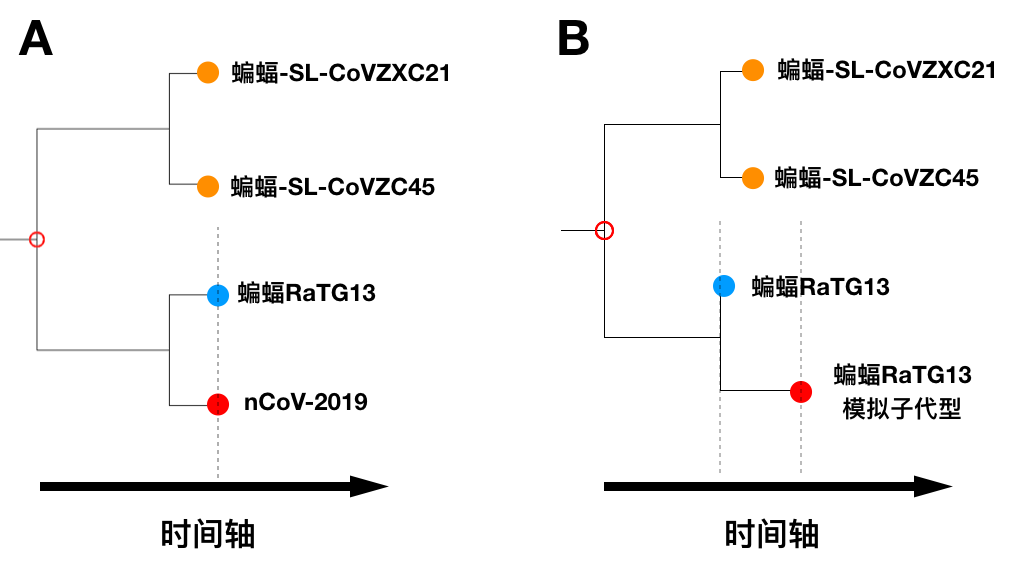 A
蝙蝠-SL-CoVZXC21
蝙蝠-SL-CoVZC45
蝙蝠RaTG13
nCoV-2019
时间轴
B
蝙蝠-SL-CoVZXC21
蝙蝠-SL-CoVZC45
蝙蝠RaTG13
蝙蝠RaTG13
模拟子代型
时间轴